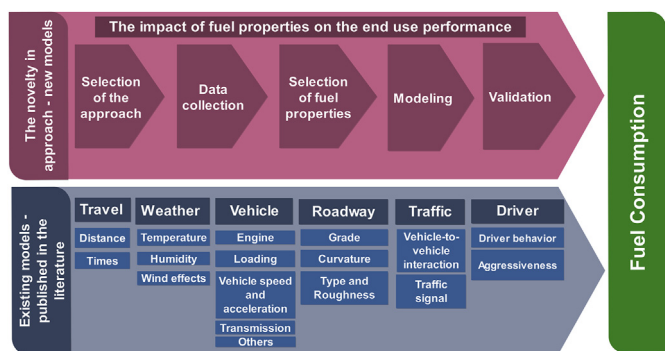 The impact of fuel properties on the end use performance
The novelty in
approach - new models
Selection
of the
approach
Data
collection
Selection
of fuel
properties
Modeling
Validation
Existing models -
published in the
literature
Travel
Distance
Times
Weather
Temperature
Humidity
Wind effects
Vehicle
Engine
Loading
Vehicle speed
and
acceleration
Transmission
Others
Roadway
Grade
Curvature
Type and
Roughness
Traffic
Vehicle-to-
vehicle
interaction
Traffic
signal
Driver
Driver behavior
Aggressiveness
Fuel Consumption